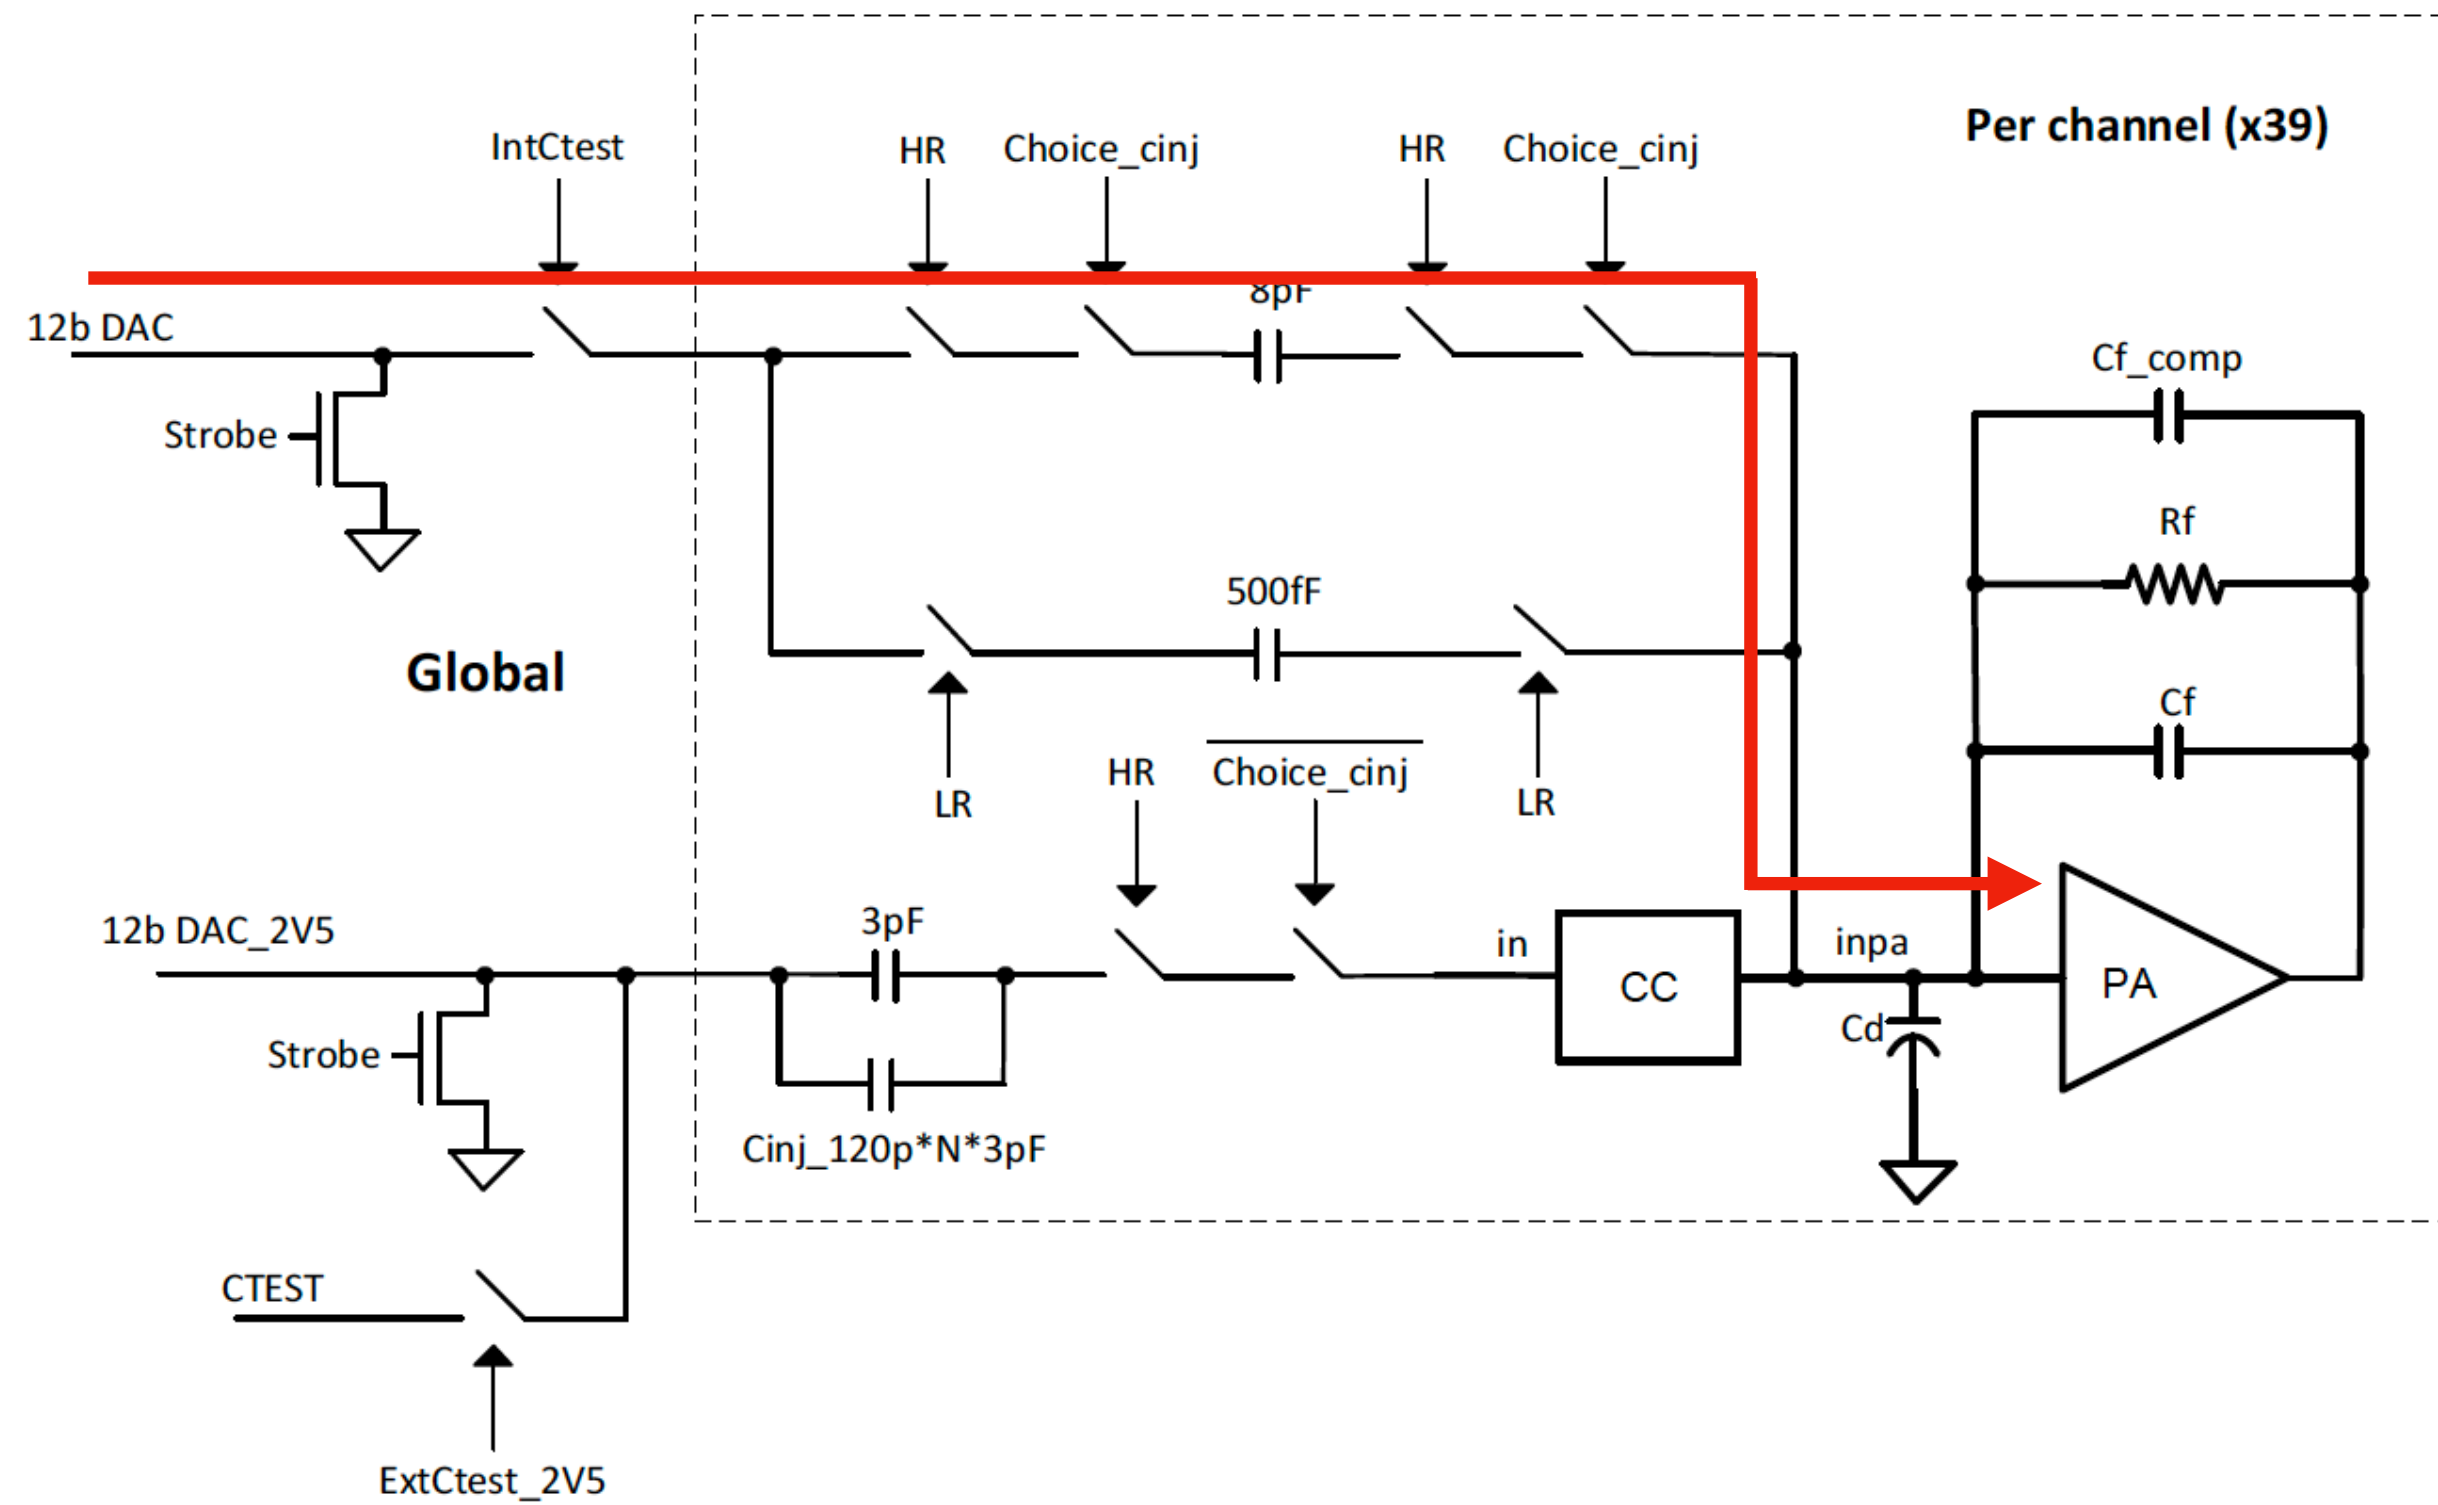 Per channel (x39)
IntCtest
HR
Choice_cinj
HR
Choice_cinj
8pF
12b DAC
Cf_comp
Strobe
Rf
500fF
Global
Cf
HR
Choice_cinj
LR
LR
12b DAC_2V5
3pF
in
CC
inpa
PA
Cd
Strobe
Cinj_120p*N*3pF
CTEST
ExtCtest_2V5